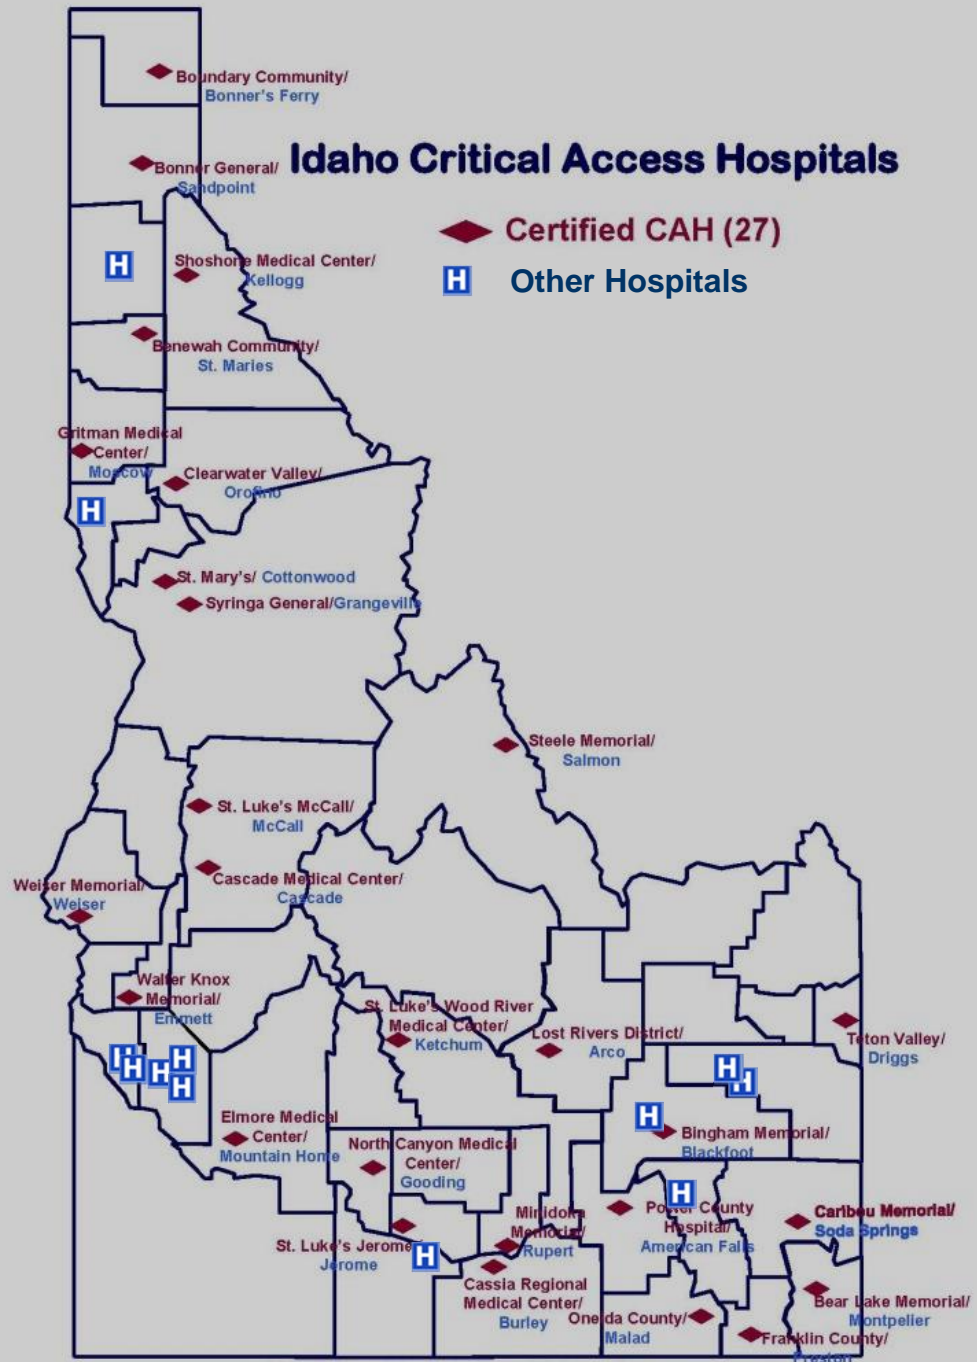 Boundary Community/
Bonner's Ferry
Idaho Critical Access Hospitals
Bonner General/
Sandpoint
Certified CAH (27)
H Other Hospitals
H
Shoshone Medical Center/
Kellogg
Benewah Community/
St. Maries
Gritman Medical
Center/
Moscow
Clearwater Valley/
Orofino
H
St. Mary's/ Cottonwood
Syringa General/Grangeville
Steele Memorial/
Salmon
St. Luke's McCall/
McCall
Cascade Medical Center/
Cascade
Weiser Memorial/
Weiser
Walter Knox
Memorial/
Emmett
St. Luke's Wood River
Medical Center/
Ketchum
Lost Rivers District/
Arco
Teton Valley/
Driggs
H H H H H
H H
H
Bingham Memorial/
Blackfoot
Elmore Medical
Center/
Mountain Home
North Canyon Medical
Center/
Gooding
H
Power County
Hospital/
American Falls
Caribou Memorial/
Soda Springs
St. Luke's Jerome/
Jerome
H
Minidoka
Memorial/
Rupert
Cassia Regional
Medical Center/
Burley
Oneida County/
Malad
Bear Lake Memorial/
Montpelier
Franklin County/
Preston